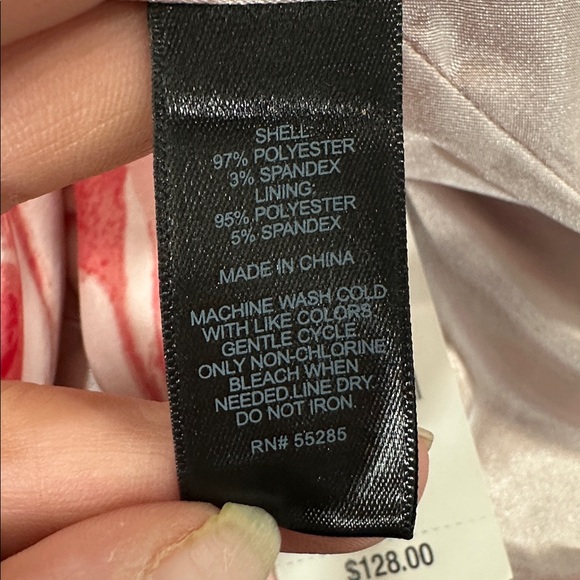 SHELL:
97% POLYESTER
3% SPANDEX
LINING:
95% POLYESTER
5% SPANDEX
MADE IN CHINA
MACHINE WASH COLD
WITH LIKE COLORS
GENTLE CYCLE
ONLY NON-CHLORINE
BLEACH WHEN
NEEDED.LINE DRY.
DO NOT IRON.
RN# 55285
$128.00